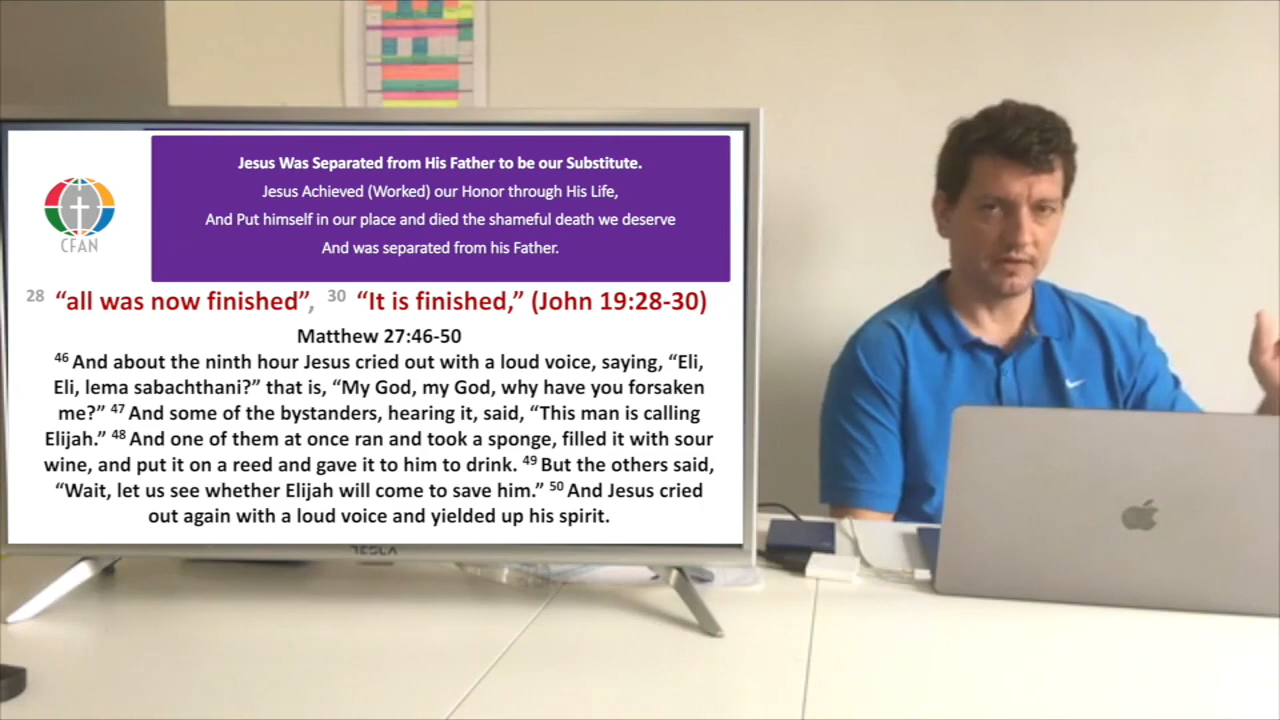 Jesus Was Separated from His Father to be our Substitute.
Jesus Achieved (Worked) our Honor through His Life,
And Put himself in our place and died the shameful death we deserve
And was separated from his Father.
CFAN
28 “all was now finished”, 30 “It is finished,” (John 19:28-30)
Matthew 27:46-50
46 And about the ninth hour Jesus cried out with a loud voice, saying, “Eli,
Eli, lema sabachthani?” that is, “My God, my God, why have you forsaken
me?” 47 And some of the bystanders, hearing it, said, “This man is calling
Elijah.” 48 And one of them at once ran and took a sponge, filled it with sour
wine, and put it on a reed and gave it to him to drink. 49 But the others said,
“Wait, let us see whether Elijah will come to save him.” 50 And Jesus cried
out again with a loud voice and yielded up his spirit.
TESLA